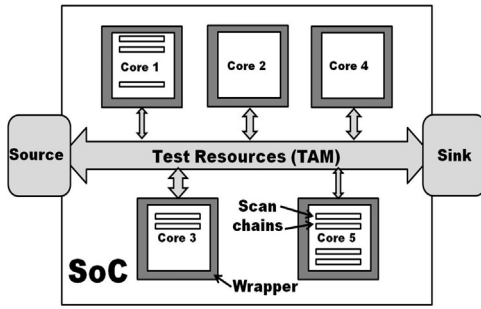 Core 1
Core 2
Core 4
Source
Test Resources (TAM)
Sink
Scan
chains
Core 3
Core 5
SoC
Wrapper